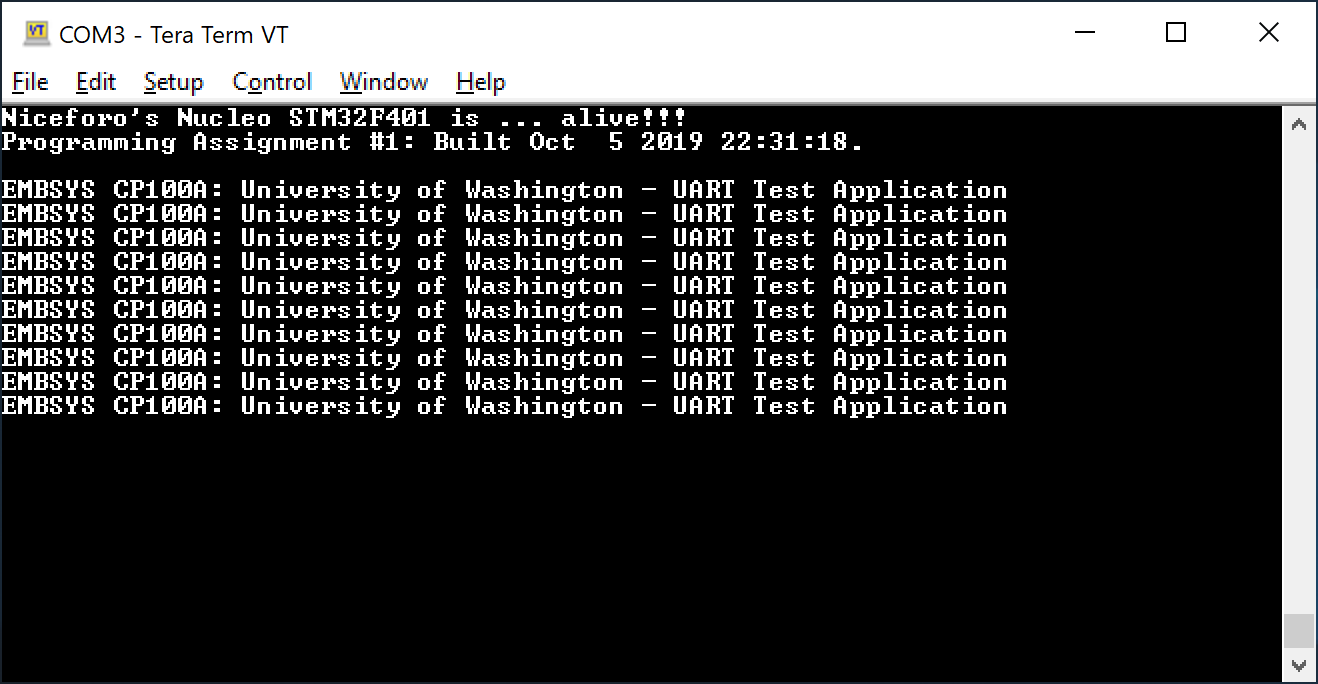 COM3 - Tera Term VT
File Edit Setup Control Window Help
Niceforo's Nucleo STM32F401 is ... alive!!!
Programming Assignment #1: Built Oct  5 2019 22:31:18.
EMBSYS CP100A: University of Washington - UART Test Application
EMBSYS CP100A: University of Washington - UART Test Application
EMBSYS CP100A: University of Washington - UART Test Application
EMBSYS CP100A: University of Washington - UART Test Application
EMBSYS CP100A: University of Washington - UART Test Application
EMBSYS CP100A: University of Washington - UART Test Application
EMBSYS CP100A: University of Washington - UART Test Application
EMBSYS CP100A: University of Washington - UART Test Application
EMBSYS CP100A: University of Washington - UART Test Application
EMBSYS CP100A: University of Washington - UART Test Application